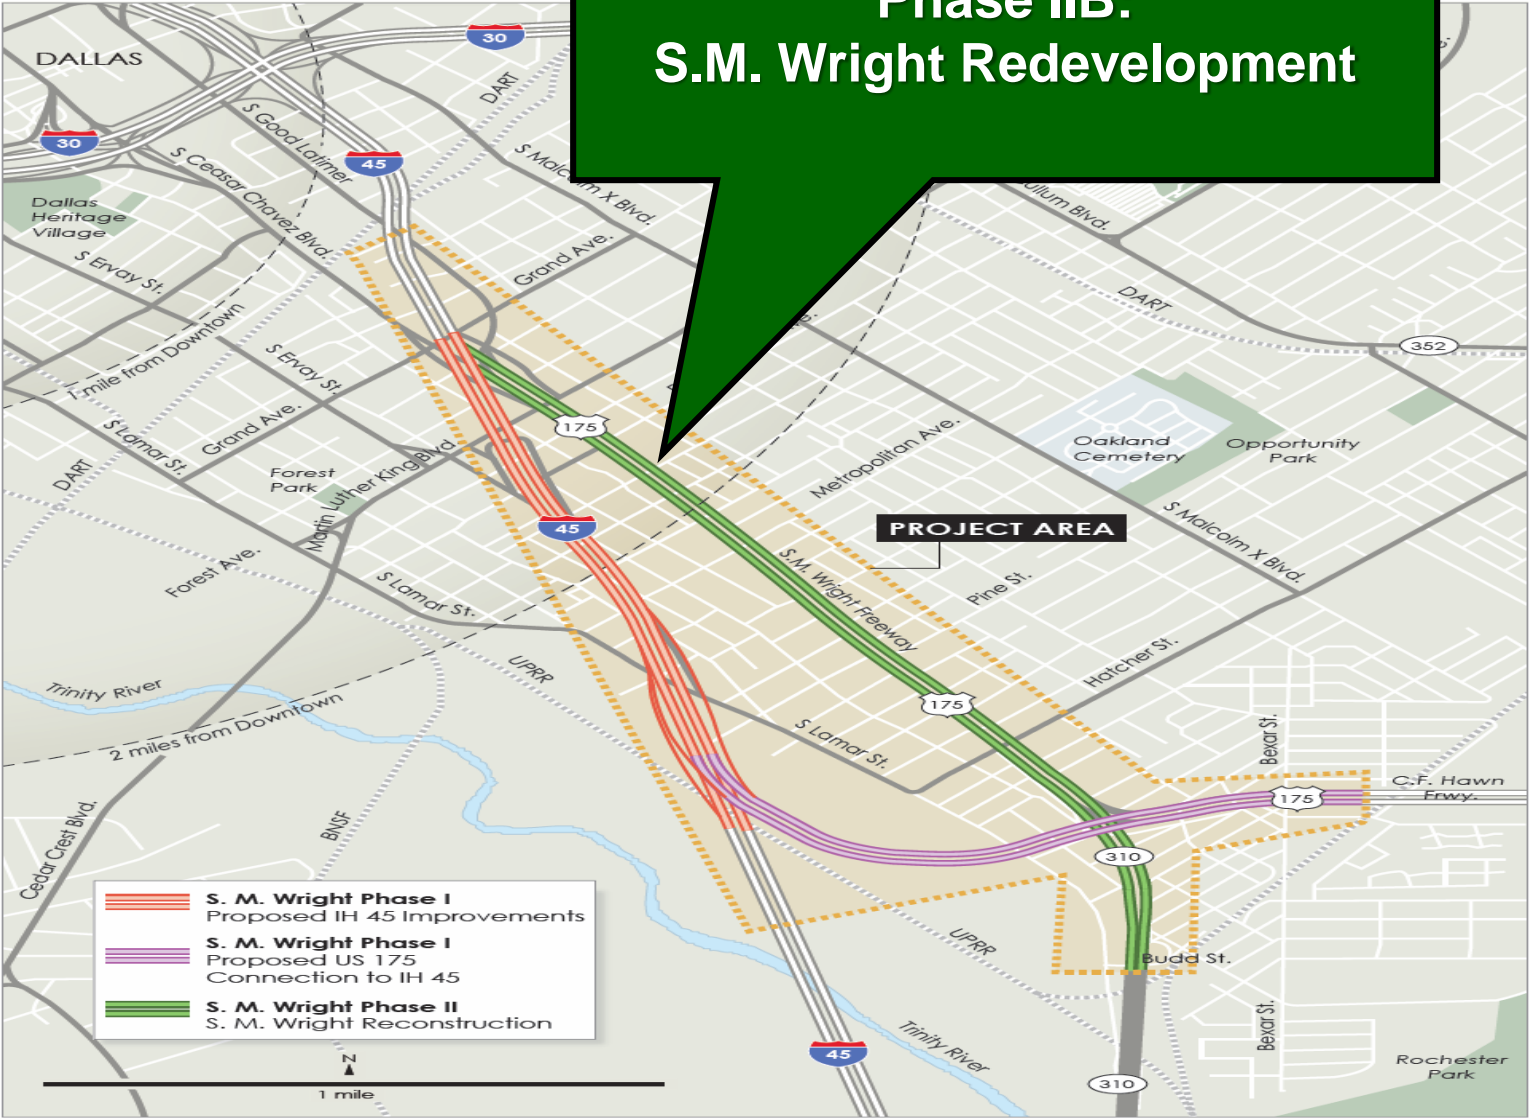 Phase IIB:
S.M. Wright Redevelopment
DALLAS
30
30
45
DART
S Good Latimer
S Malcolm X Blvd.
S Ceasar Chavez Blvd.
Dallas
Heritage
Village
S Ervay St.
Grand Ave.
DART
352
1 mile from Downtown
S Ervay St.
Grand Ave.
S Lamar St.
DART
Forest
Park
Martin Luther King Blvd.
175
Metropolitan Ave.
Oakland
Cemetery
Opportunity
Park
45
PROJECT AREA
S Malcolm X Blvd.
Forest Ave.
S Lamar St.
S.M. Wright Freeway
Pine St.
Hatcher St.
UPRR
Trinity River
2 miles from Downtown
175
S Lamar St.
Bexar St.
C.F. Hawn
Frwy.
175
Cedar Crest Blvd.
BNSF
310
S. M. Wright Phase I
Proposed IH 45 Improvements
S. M. Wright Phase I
Proposed US 175
Connection to IH 45
S. M. Wright Phase II
S. M. Wright Reconstruction
UPRR
Budd St.
Bexar St.
Trinity River
45
310
Rochester
Park
N
1 mile